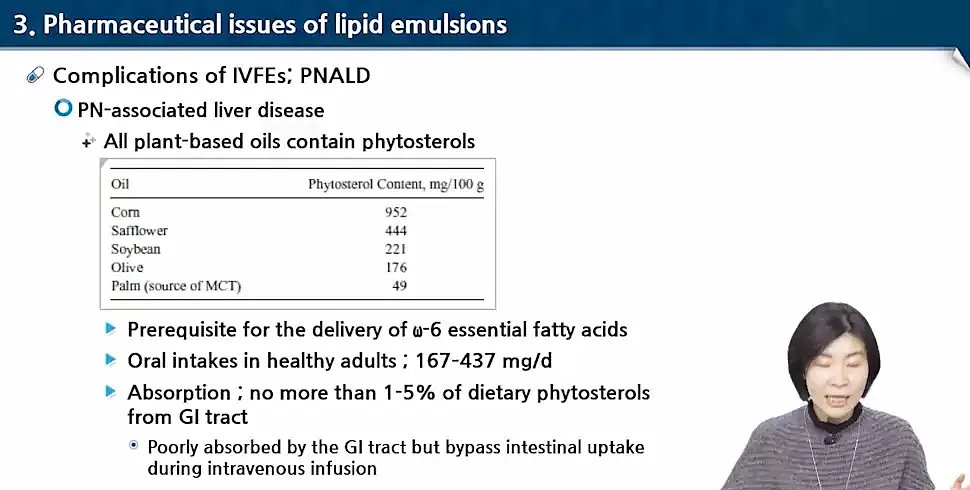 3. Pharmaceutical issues of lipid emulsions
Complications of IVFEs; PNALD
PN-associated liver disease
All plant-based oils contain phytosterols
Oil Phytosterol Content, mg/100 g
Corn 952
Safflower 444
Soybean 221
Olive 176
Palm (source of MCT) 49
Prerequisite for the delivery of ω-6 essential fatty acids
Oral intakes in healthy adults ; 167-437 mg/d
Absorption ; no more than 1-5% of dietary phytosterols
from GI tract
Poorly absorbed by the GI tract but bypass intestinal uptake
during intravenous infusion